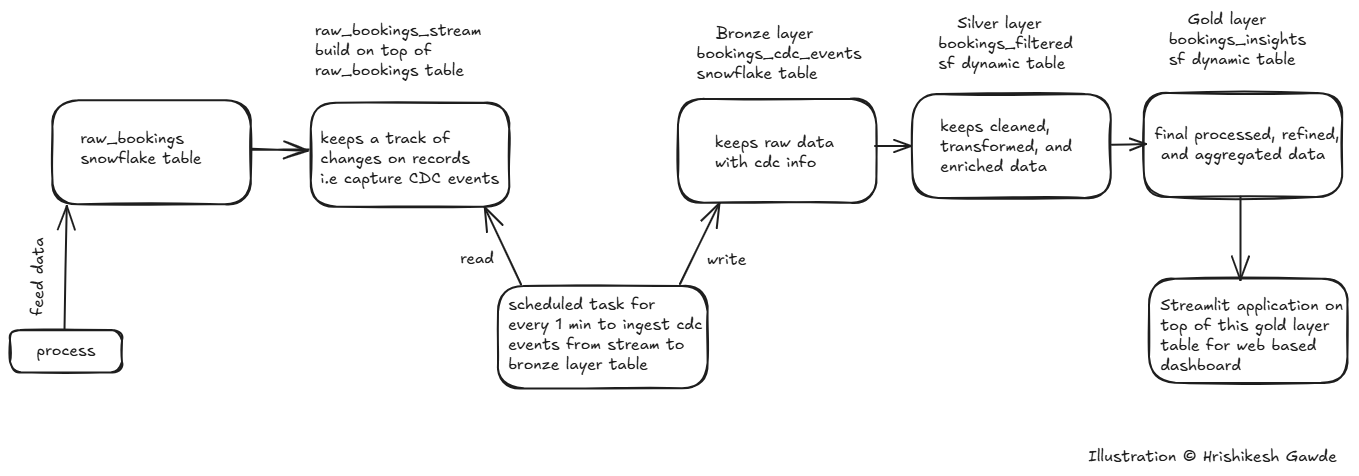 raw_bookings_stream
build on top of
raw_bookings table
Bronze layer
bookings_cdc_events
snowflake table
Silver layer
bookings_filtered
sf dynamic table
Gold layer
bookings_insights
sf dynamic table
raw_bookings
snowflake table
keeps a track of
changes on records
i.e capture CDC events
keeps raw data
with cdc info
keeps cleaned,
transformed, and
enriched data
final processed, refined,
and aggregated data
feed data
read
write
process
scheduled task for
every 1 min to ingest cdc
events from stream to
bronze layer table
Streamlit application on
top of this gold layer
table for web based
dashboard
Illustration © Hrishikesh Gawde